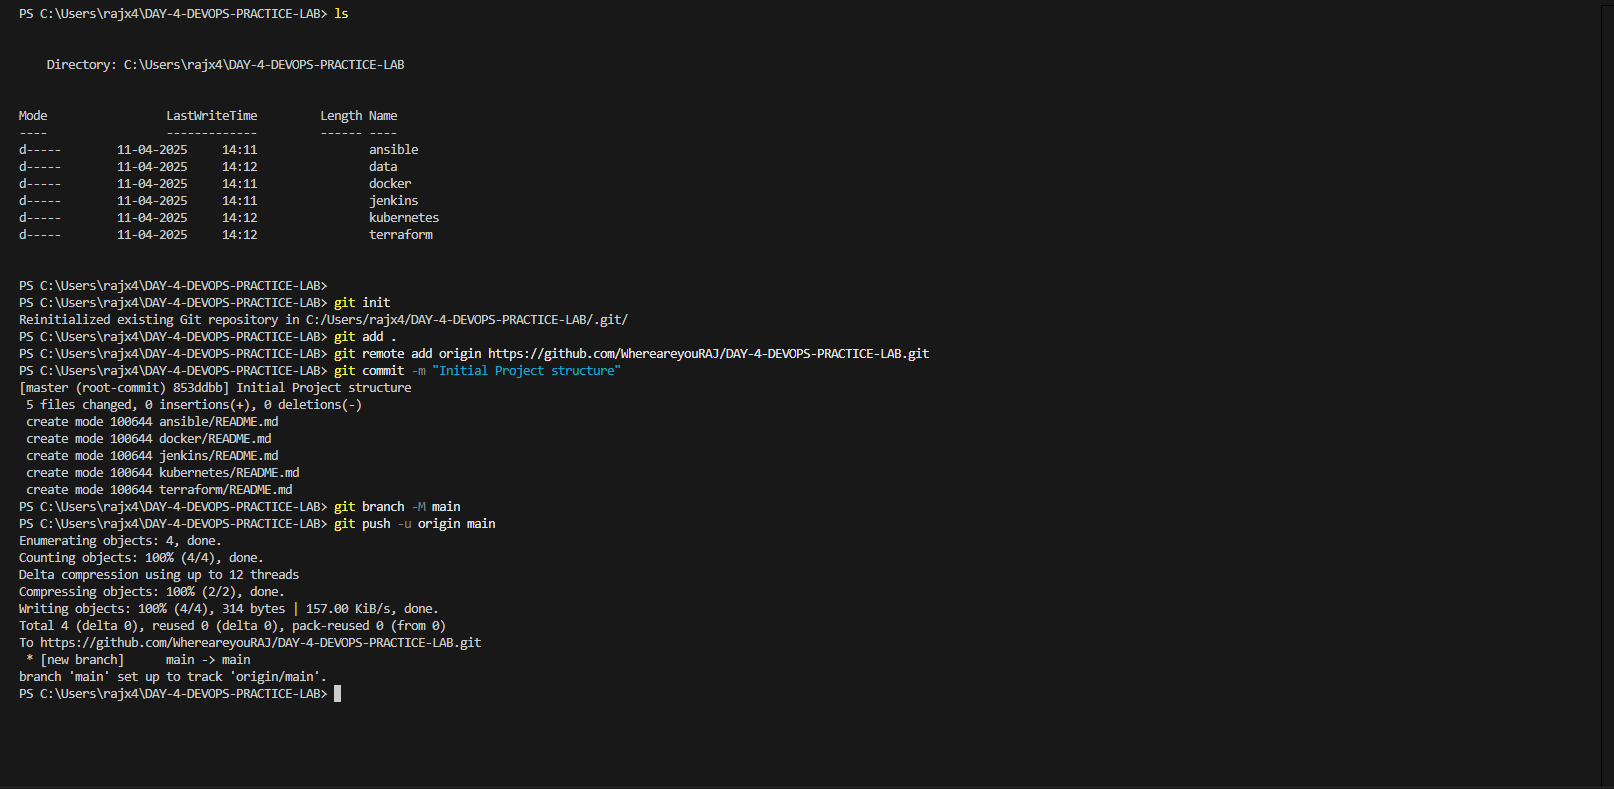 PS C:\Users\rajx4\DAY-4-DEVOPS-PRACTICE-LAB> ls
Directory: C:\Users\rajx4\DAY-4-DEVOPS-PRACTICE-LAB
Mode LastWriteTime Length Name
---- ------------- ------ ----
d----- 11-04-2025 14:11 ansible
d----- 11-04-2025 14:12 data
d----- 11-04-2025 14:11 docker
d----- 11-04-2025 14:11 jenkins
d----- 11-04-2025 14:12 kubernetes
d----- 11-04-2025 14:12 terraform
PS C:\Users\rajx4\DAY-4-DEVOPS-PRACTICE-LAB>
PS C:\Users\rajx4\DAY-4-DEVOPS-PRACTICE-LAB> git init
Reinitialized existing Git repository in C:/Users/rajx4/DAY-4-DEVOPS-PRACTICE-LAB/.git/
PS C:\Users\rajx4\DAY-4-DEVOPS-PRACTICE-LAB> git add .
PS C:\Users\rajx4\DAY-4-DEVOPS-PRACTICE-LAB> git remote add origin https://github.com/WhereareyouRAJ/DAY-4-DEVOPS-PRACTICE-LAB.git
PS C:\Users\rajx4\DAY-4-DEVOPS-PRACTICE-LAB> git commit -m "Initial Project structure"
[master (root-commit) 853ddbb] Initial Project structure
5 files changed, 0 insertions(+), 0 deletions(-)
create mode 100644 ansible/README.md
create mode 100644 docker/README.md
create mode 100644 jenkins/README.md
create mode 100644 kubernetes/README.md
create mode 100644 terraform/README.md
PS C:\Users\rajx4\DAY-4-DEVOPS-PRACTICE-LAB> git branch -M main
PS C:\Users\rajx4\DAY-4-DEVOPS-PRACTICE-LAB> git push -u origin main
Enumerating objects: 4, done.
Counting objects: 100% (4/4), done.
Delta compression using up to 12 threads
Compressing objects: 100% (2/2), done.
Writing objects: 100% (4/4), 314 bytes | 157.00 KiB/s, done.
Total 4 (delta 0), reused 0 (delta 0), pack-reused 0 (from 0)
To https://github.com/WhereareyouRAJ/DAY-4-DEVOPS-PRACTICE-LAB.git
* [new branch] main -> main
branch 'main' set up to track 'origin/main'.
PS C:\Users\rajx4\DAY-4-DEVOPS-PRACTICE-LAB>